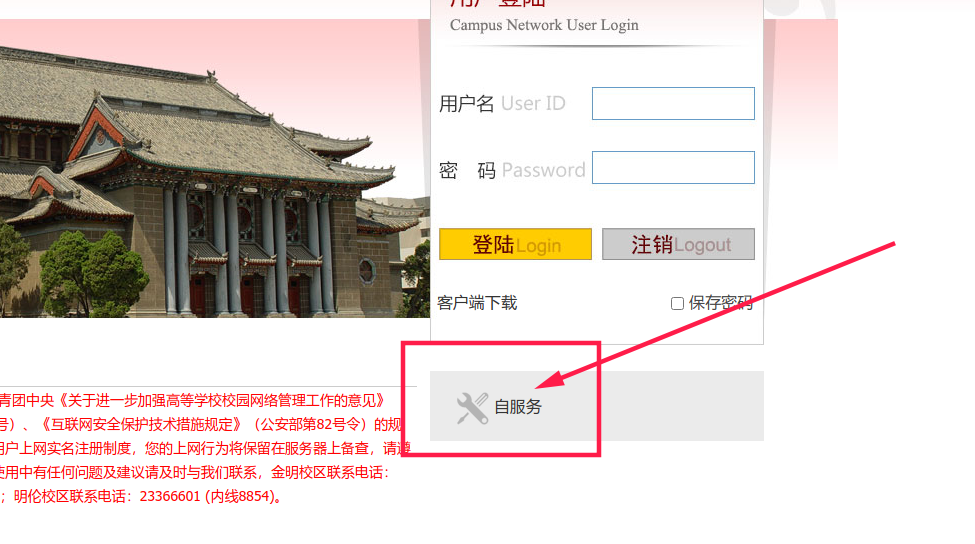 用户登陆
Campus Network User Login
用户名 User ID
密 码 Password
登陆Login 注销Logout
客户端下载 保存密码
自服务
青团中央《关于进一步加强高等学校校园网络管理工作的意见》
号）、《互联网安全保护技术措施规定》（公安部第82号令）的规
用户上网实名注册制度，您的上网行为将保留在服务器上备查，请遵
使用中有任何问题及建议请及时与我们联系，金明校区联系电话：
；明伦校区联系电话：23366601 (内线8854)。